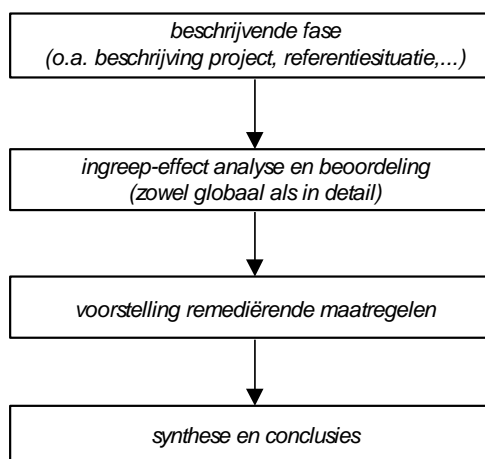 beschrijvende fase
(o.a. beschrijving project, referentiesituatie,...)
ingreep-effect analyse en beoordeling
(zowel globaal als in detail)
voorstelling remediërende maatregelen
synthese en conclusies